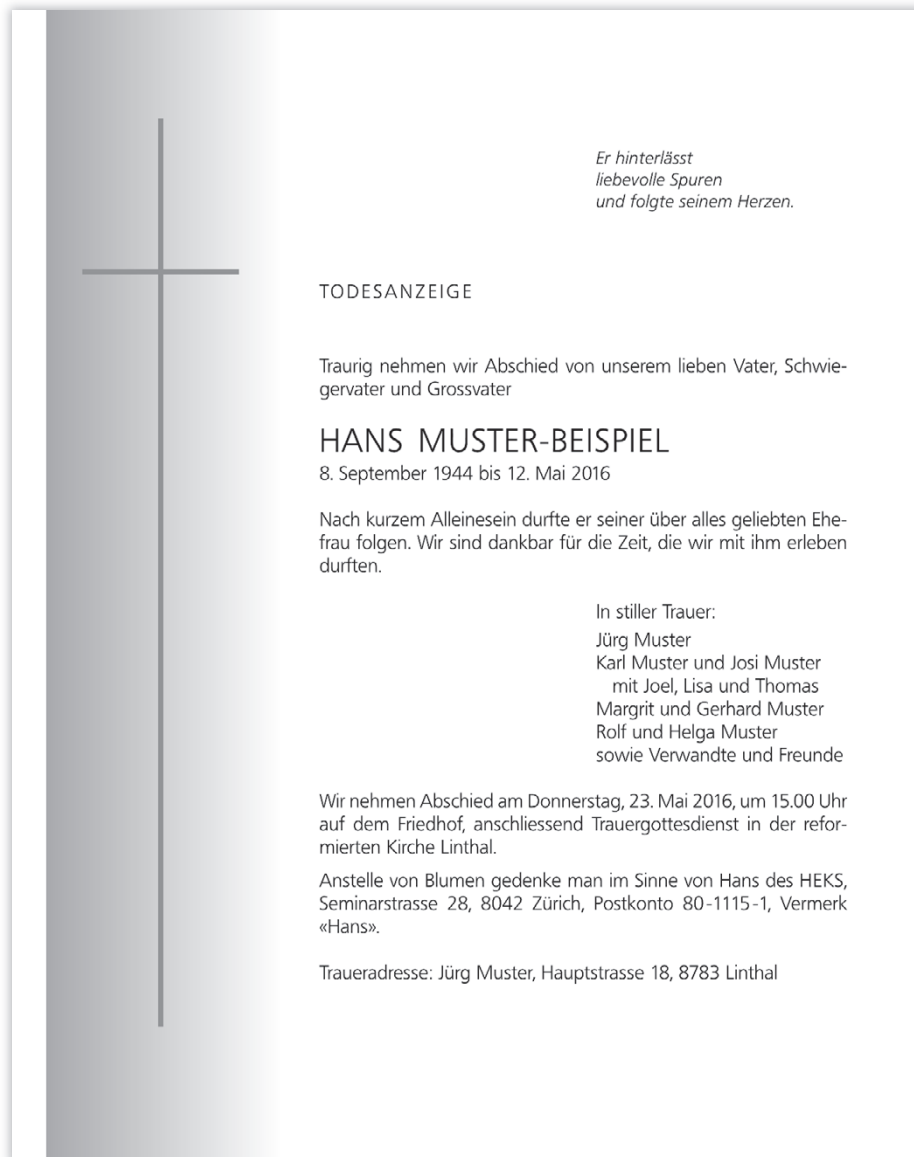 Er hinterlässt
liebevolle Spuren
und folgte seinem Herzen.
TODESANZEIGE
Traurig nehmen wir Abschied von unserem lieben Vater, Schwie-
gervater und Grossvater
HANS MUSTER-BEISPIEL
8. September 1944 bis 12. Mai 2016
Nach kurzem Alleinesein durfte er seiner über alles geliebten Ehe-
frau folgen. Wir sind dankbar für die Zeit, die wir mit ihm erleben
durften.
In stiller Trauer:
Jürg Muster
Karl Muster und Josi Muster
mit Joel, Lisa und Thomas
Margrit und Gerhard Muster
Rolf und Helga Muster
sowie Verwandte und Freunde
Wir nehmen Abschied am Donnerstag, 23. Mai 2016, um 15.00 Uhr
auf dem Friedhof, anschliessend Trauergottesdienst in der refor-
mierten Kirche Linthal.
Anstelle von Blumen gedenke man im Sinne von Hans des HEKS,
Seminarstrasse 28, 8042 Zürich, Postkonto 80-1115-1, Vermerk
«Hans».
Traueradresse: Jürg Muster, Hauptstrasse 18, 8783 Linthal